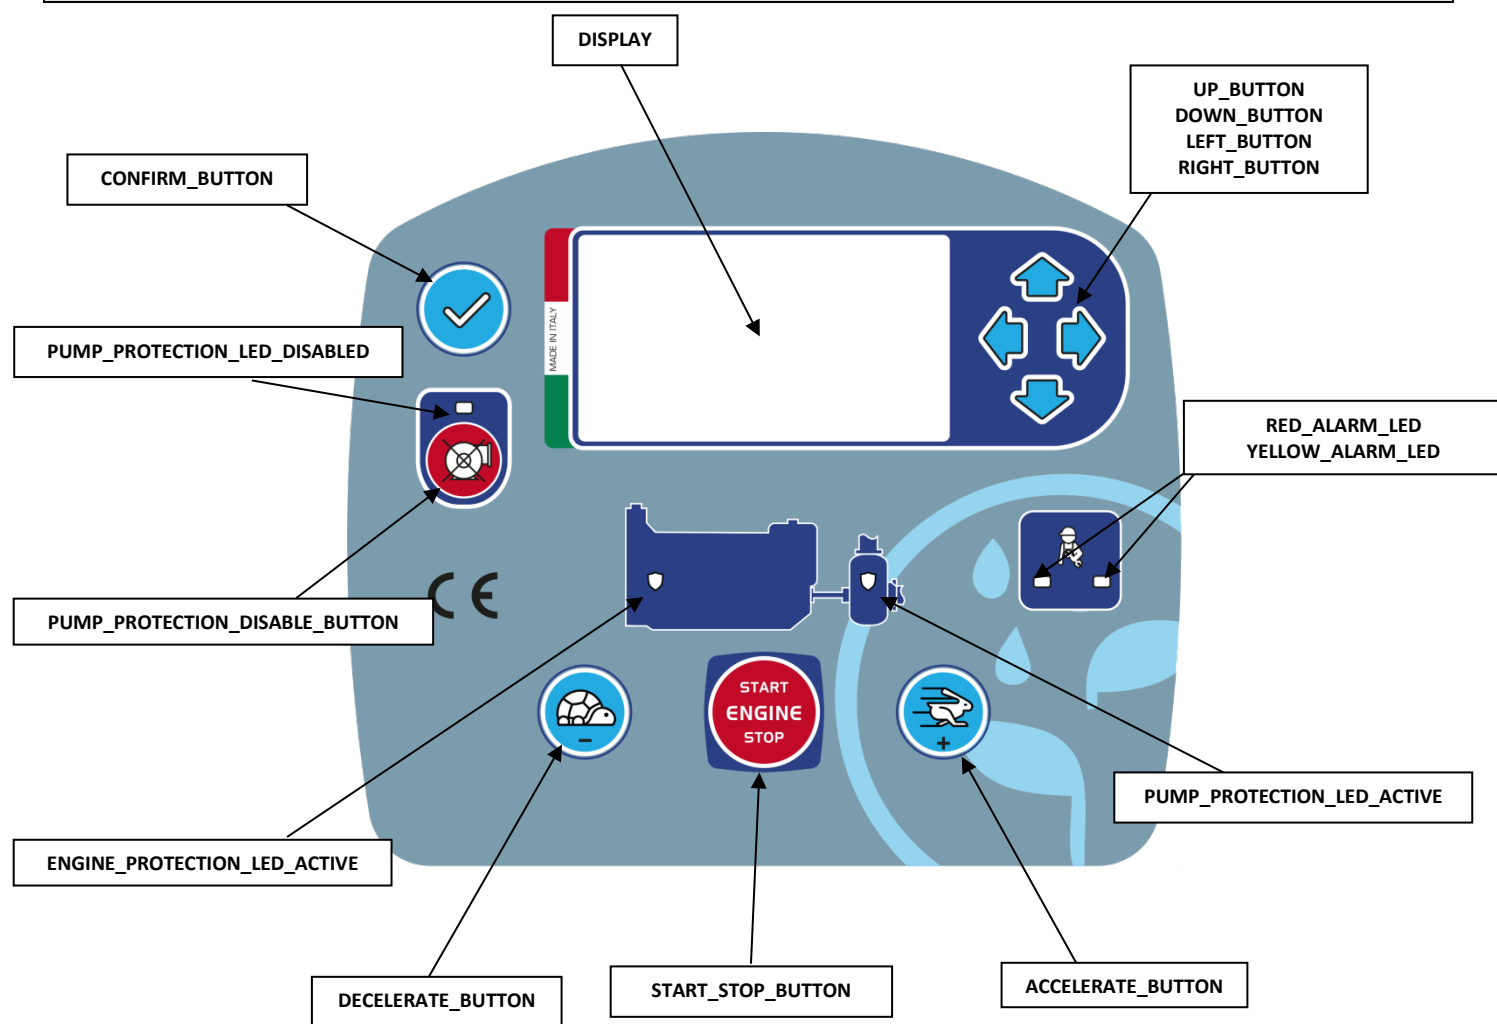 DISPLAY
UP_BUTTON
DOWN_BUTTON
LEFT_BUTTON
RIGHT_BUTTON
CONFIRM_BUTTON
MADE IN ITALY
PUMP_PROTECTION_LED_DISABLED
RED_ALARM_LED
YELLOW_ALARM_LED
CE
PUMP_PROTECTION_DISABLE_BUTTON
START
ENGINE
STOP
-
+
PUMP_PROTECTION_LED_ACTIVE
ENGINE_PROTECTION_LED_ACTIVE
DECELERATE_BUTTON
START_STOP_BUTTON
ACCELERATE_BUTTON